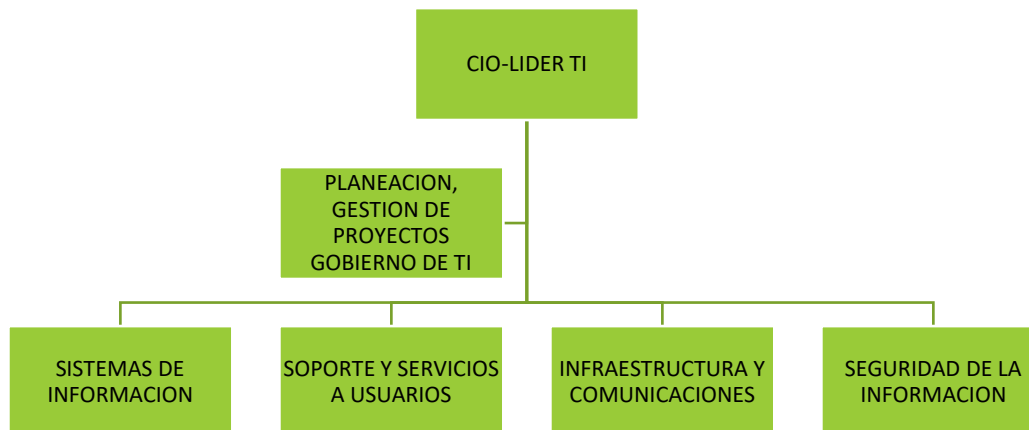 CIO-LIDER TI
PLANEACION,
GESTION DE
PROYECTOS
GOBIERNO DE TI
SISTEMAS DE
INFORMACION
SOPORTE Y SERVICIOS
A USUARIOS
INFRAESTRUCTURA Y
COMUNICACIONES
SEGURIDAD DE LA
INFORMACION